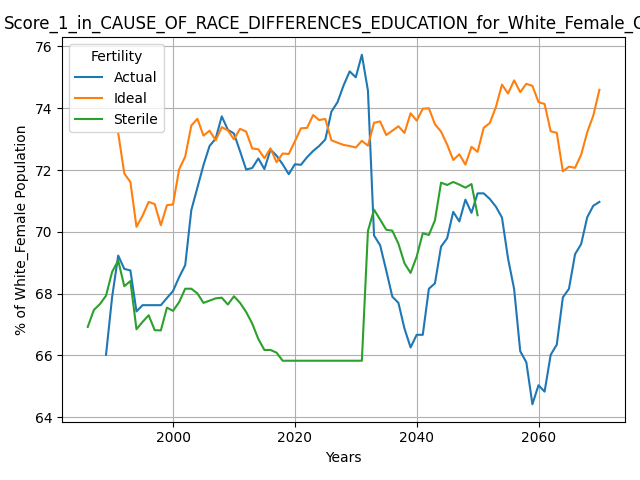 Score_1_in_CAUSE_OF_RACE_DIFFERENCES_EDUCATION_for_White_Female_
76
74
72
70
68
66
64
Fertility
Actual
Ideal
Sterile
% of White_Female Population
2000 2020 2040 2060
Years